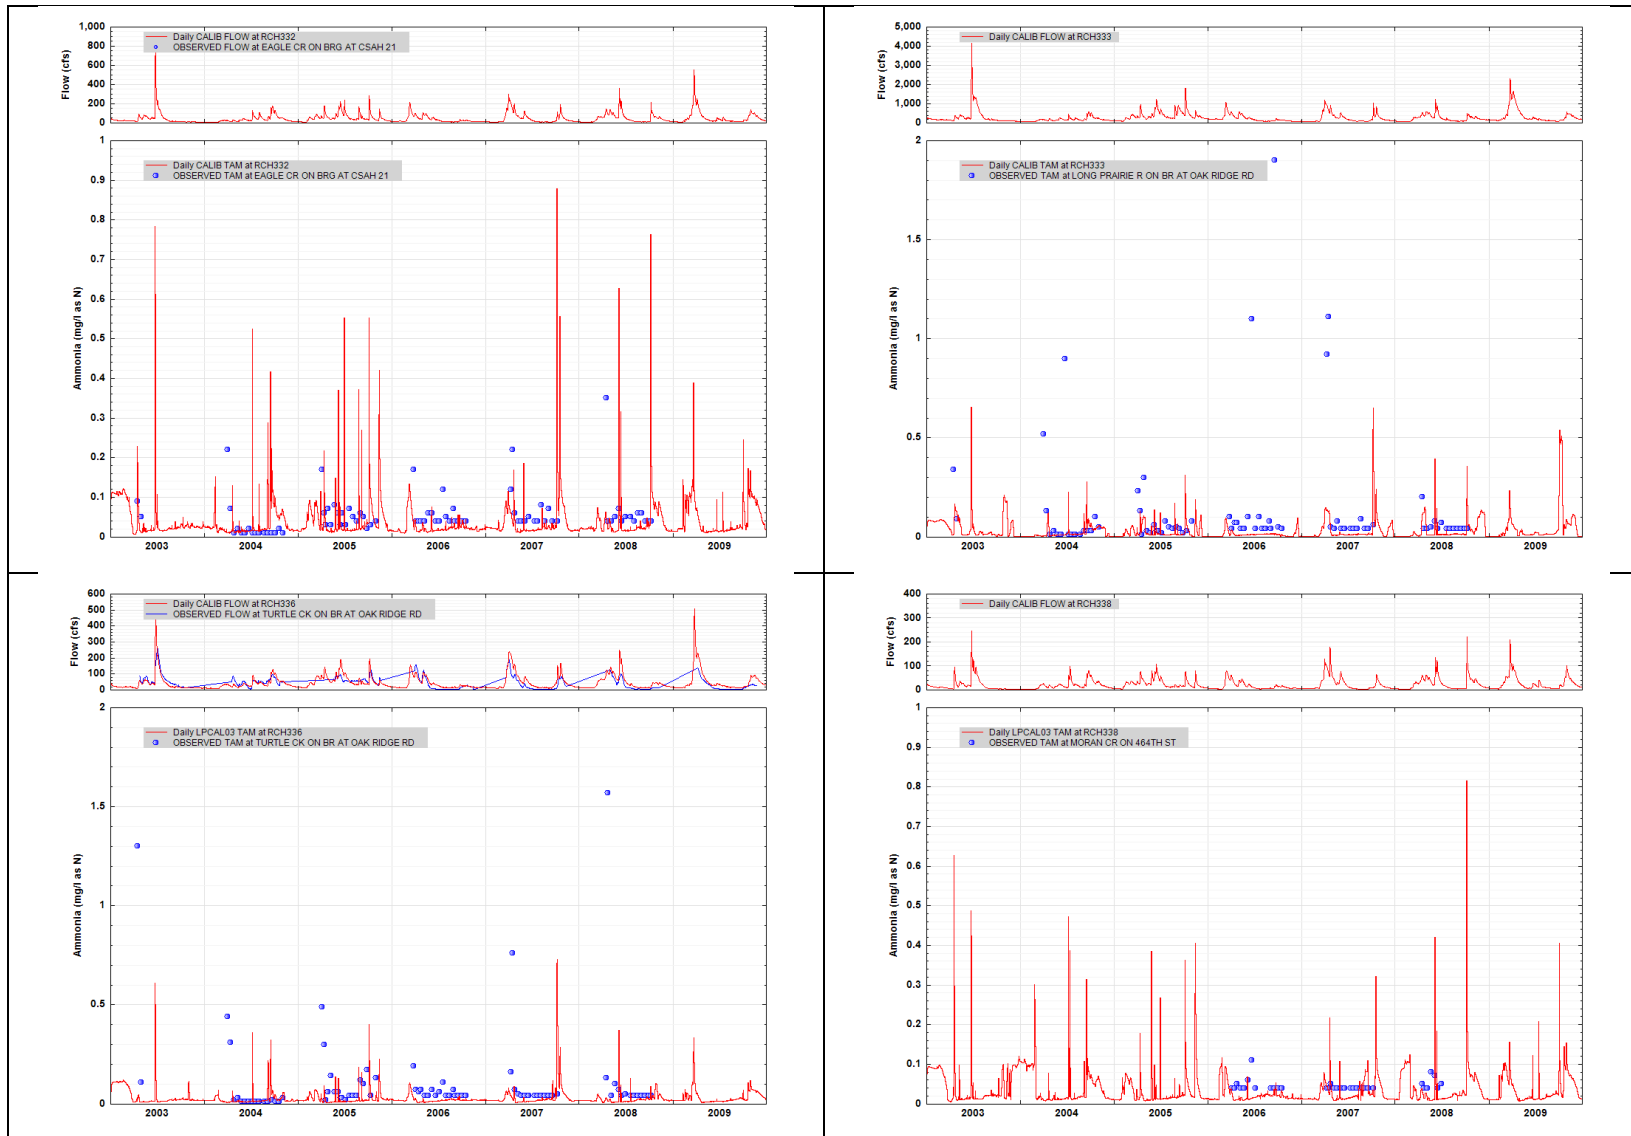 1,000
800
600
400
200
0
Flow (cfs)
Daily CALIB FLOW at RCH332
OBSERVED FLOW at EAGLE CR ON BRG AT CSAH 21
1
0.9
0.8
0.7
0.6
0.5
0.4
0.3
0.2
0.1
0
Ammonia (mg/l as N)
Daily CALIB TAM at RCH332
OBSERVED TAM at EAGLE CR ON BRG AT CSAH 21
2003 2004 2005 2006 2007 2008 2009
5,000
4,000
3,000
2,000
1,000
0
Flow (cfs)
Daily CALIB FLOW at RCH333
2
1.5
1
0.5
0
Ammonia (mg/l as N)
Daily CALIB TAM at RCH333
OBSERVED TAM at LONG PRAIRIE R ON BR AT OAK RIDGE RD
2003 2004 2005 2006 2007 2008 2009
600
500
400
300
200
100
0
Flow (cfs)
Daily CALIB FLOW at RCH336
OBSERVED FLOW at TURTLE CK ON BR AT OAK RIDGE RD
2
1.5
1
0.5
0
Ammonia (mg/l as N)
Daily LPCAL03 TAM at RCH336
OBSERVED TAM at TURTLE CK ON BR AT OAK RIDGE RD
2003 2004 2005 2006 2007 2008 2009
400
300
200
100
0
Flow (cfs)
Daily CALIB FLOW at RCH338
1
0.9
0.8
0.7
0.6
0.5
0.4
0.3
0.2
0.1
0
Ammonia (mg/l as N)
Daily LPCAL03 TAM at RCH338
OBSERVED TAM at MORAN CR ON 464TH ST
2003 2004 2005 2006 2007 2008 2009